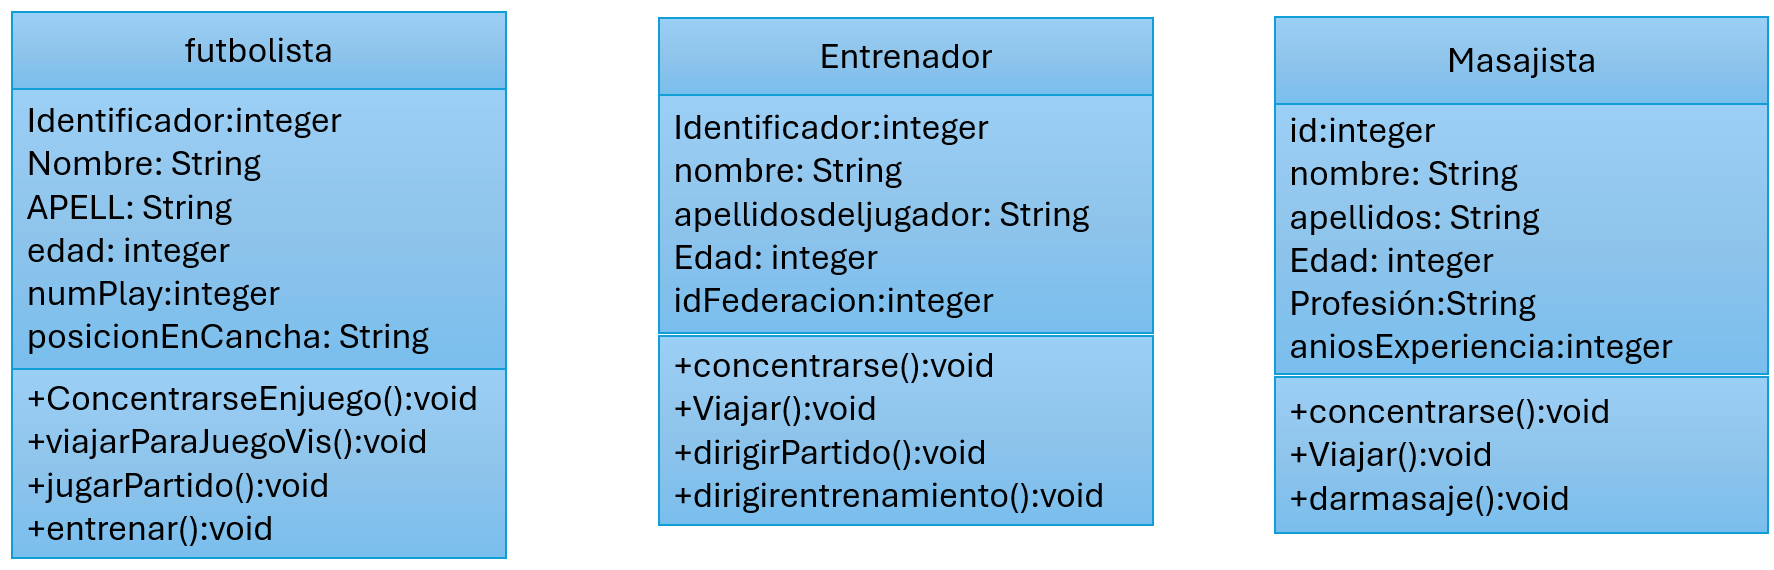 futbolista
Identificador:integer
Nombre: String
APELL: String
edad: integer
numPlay:integer
posicionEnCancha: String
+ConcentrarseEnjuego():void
+viajarParaJuegoVis():void
+jugarPartido():void
+entrenar():void
Entrenador
Identificador:integer
nombre: String
apellidosdeljugador: String
Edad: integer
idFederacion:integer
+concentrarse():void
+Viajar():void
+dirigirPartido():void
+dirigirentrenamiento():void
Masajista
id:integer
nombre: String
apellidos: String
Edad: integer
Profesión:String
aniosExperiencia:integer
+concentrarse():void
+Viajar():void
+darmasaje():void